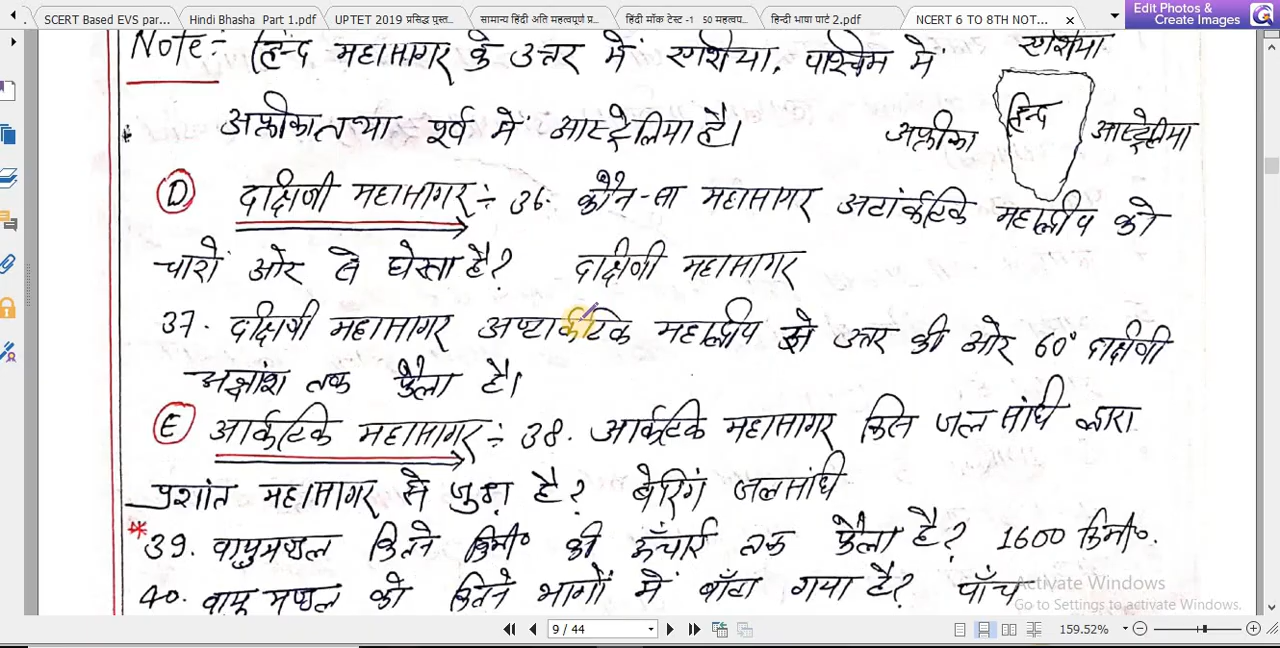 SCERT Based EVS par...
Hindi Bhasha Part 1.pdf
UPTET 2019 प्रसिद्ध पुस्त...
सामान्य हिंदी अति महत्वपूर्ण प्र...
हिंदी मॉक टेस्ट -1 50 महत्वप...
हिन्दी भाषा पार्ट 2.pdf
NCERT 6 TO 8TH NOT... ×
Edit Photos &
Create Images
Note:- हिन्द महासागर के उत्तर में एशिया, पश्चिम में
अफ्रीका तथा पूर्व में आस्ट्रेलिया है।
एशिया
हिन्द
अफ्रीका
आस्ट्रेलिया
(D) दक्षिणी महासागर ÷ 36. कौन-सा महासागर अटांर्कटिक महाद्वीप को
चारों ओर से घेरता है? दक्षिणी महासागर
37. दक्षिणी महासागर अण्टार्कटिक महाद्वीप से उत्तर की ओर 60° दक्षिणी
अक्षांश तक फैला है।
(E) आर्कटिक महासागर ÷ 38. आर्कटिक महासागर किस जल संधि द्वारा
प्रशांत महासागर से जुड़ा है? बेरिंग जलसंधि
* 39. वायुमण्डल कितने किमी० की ऊँचाई तक फैला है? 1600 किमी०.
40. वायु मण्डल को कितने भागों में बाँटा गया है? पाँच
Activate Windows
Go to Settings to activate Windows.
9 / 44
159.52%